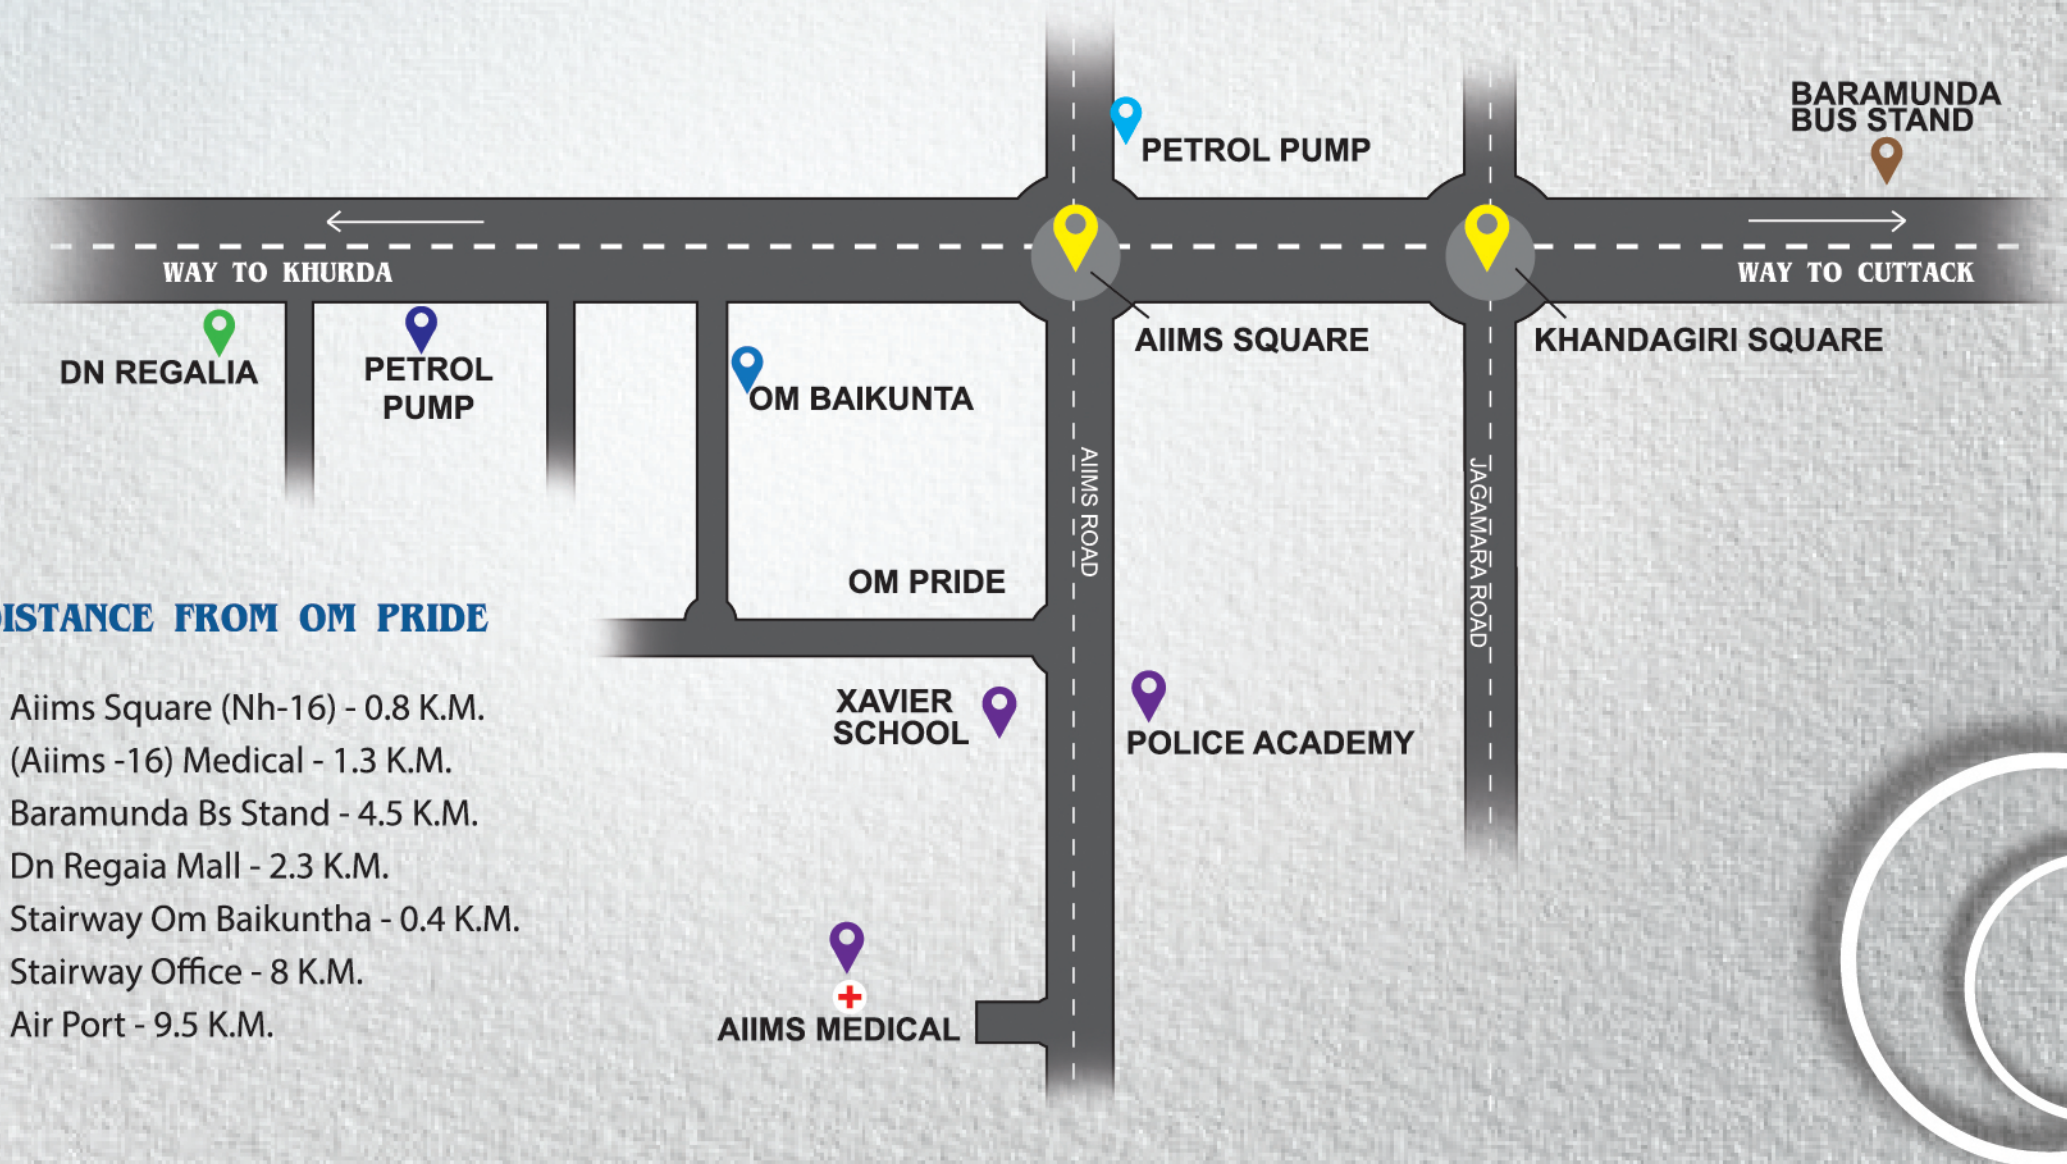 BARAMUNDA
BUS STAND
PETROL PUMP
WAY TO KHURDA
WAY TO CUTTACK
AIIMS SQUARE
KHANDAGIRI SQUARE
DN REGALIA
PETROL
PUMP
OM BAIKUNTA
AIIMS ROAD
JAGAMARA ROAD
OM PRIDE
XAVIER
SCHOOL
POLICE ACADEMY
AIIMS MEDICAL
DISTANCE FROM OM PRIDE
Aiims Square (Nh-16) - 0.8 K.M.
(Aiims -16) Medical - 1.3 K.M.
Baramunda Bs Stand - 4.5 K.M.
Dn Regaia Mall - 2.3 K.M.
Stairway Om Baikuntha - 0.4 K.M.
Stairway Office - 8 K.M.
Air Port - 9.5 K.M.